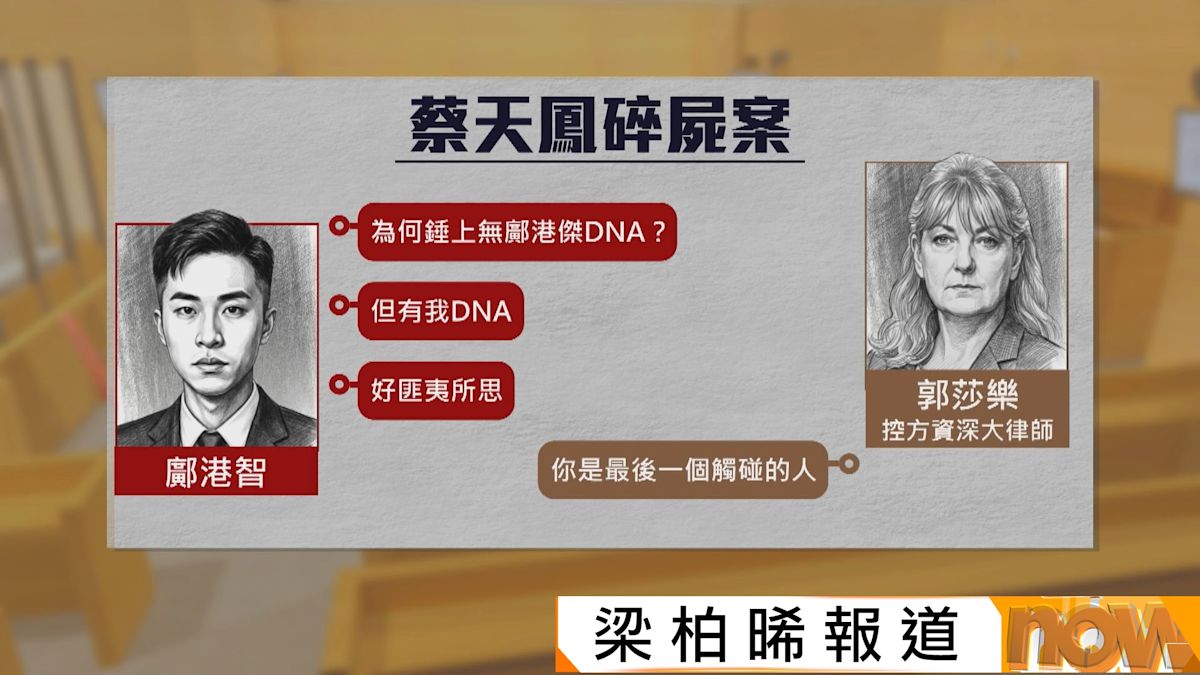 蔡天鳳碎屍案
為何錘上無鄺港傑DNA？
但有我DNA
好匪夷所思
鄺港智
郭莎樂
控方資深大律師
你是最後一個觸碰的人
梁柏晞報道
now